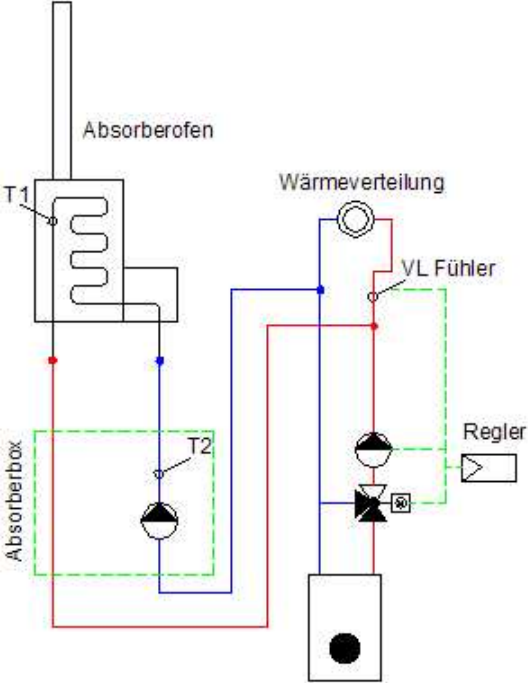 Absorberofen
T1
Wärmeverteilung
VL Fühler
Regler
T2
Absorberbox